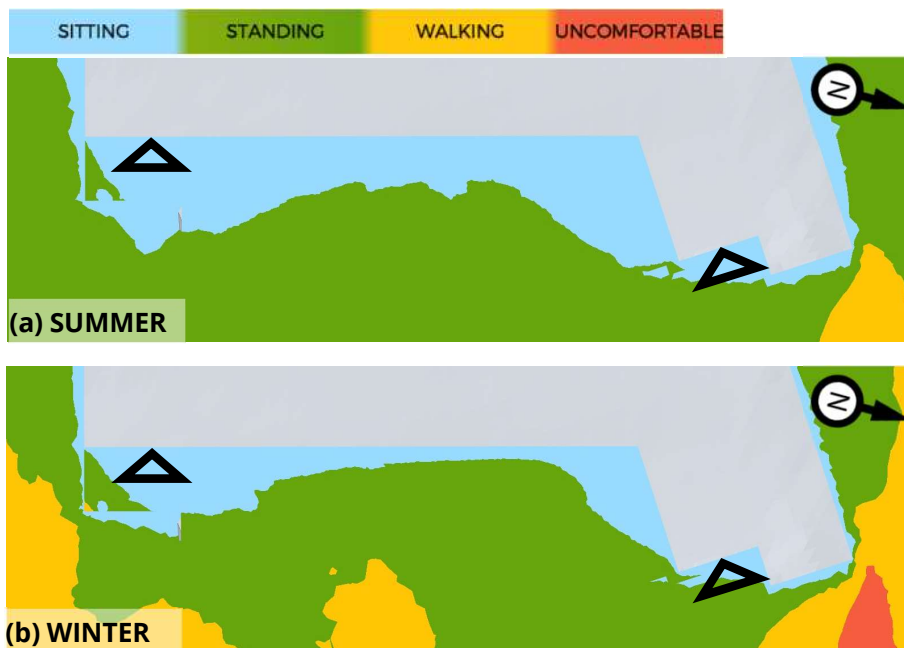 SITTING STANDING WALKING UNCOMFORTABLE
N
(a) SUMMER
N
(b) WINTER